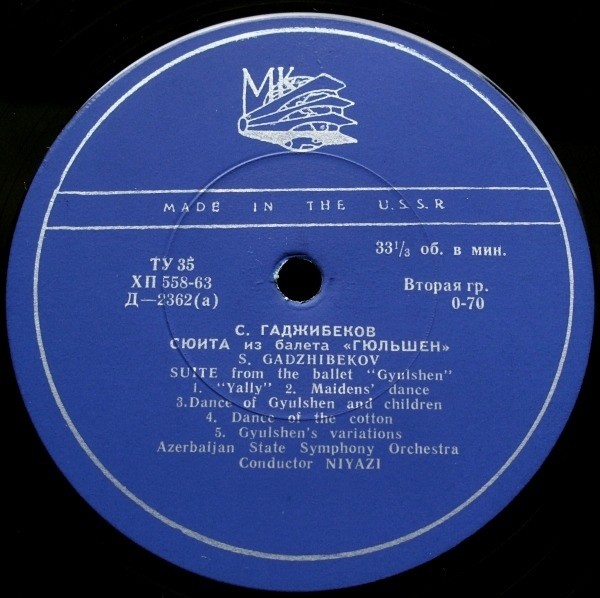 МК
MADE IN THE U.S.S.R
ТУ 35
ХП 558-63
Д—2362(а)
33⅓ об. в мин.
Вторая гр.
0-70
С. ГАДЖИБЕКОВ
СЮИТА из балета «ГЮЛЬШЕН»
S. GADZHIBEKOV
SUITE from the ballet "Gyulshen"
1. "Yally" 2. Maidens' dance
3.Dance of Gyulshen and children
4. Dance of the cotton
5. Gyulshen's variations
Azerbaijan State Symphony Orchestra
Conductor NIYAZI